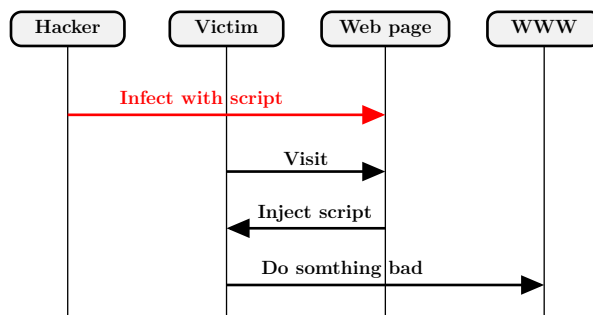 Hacker
Victim
Web page
WWW
Infect with script
Visit
Inject script
Do somthing bad